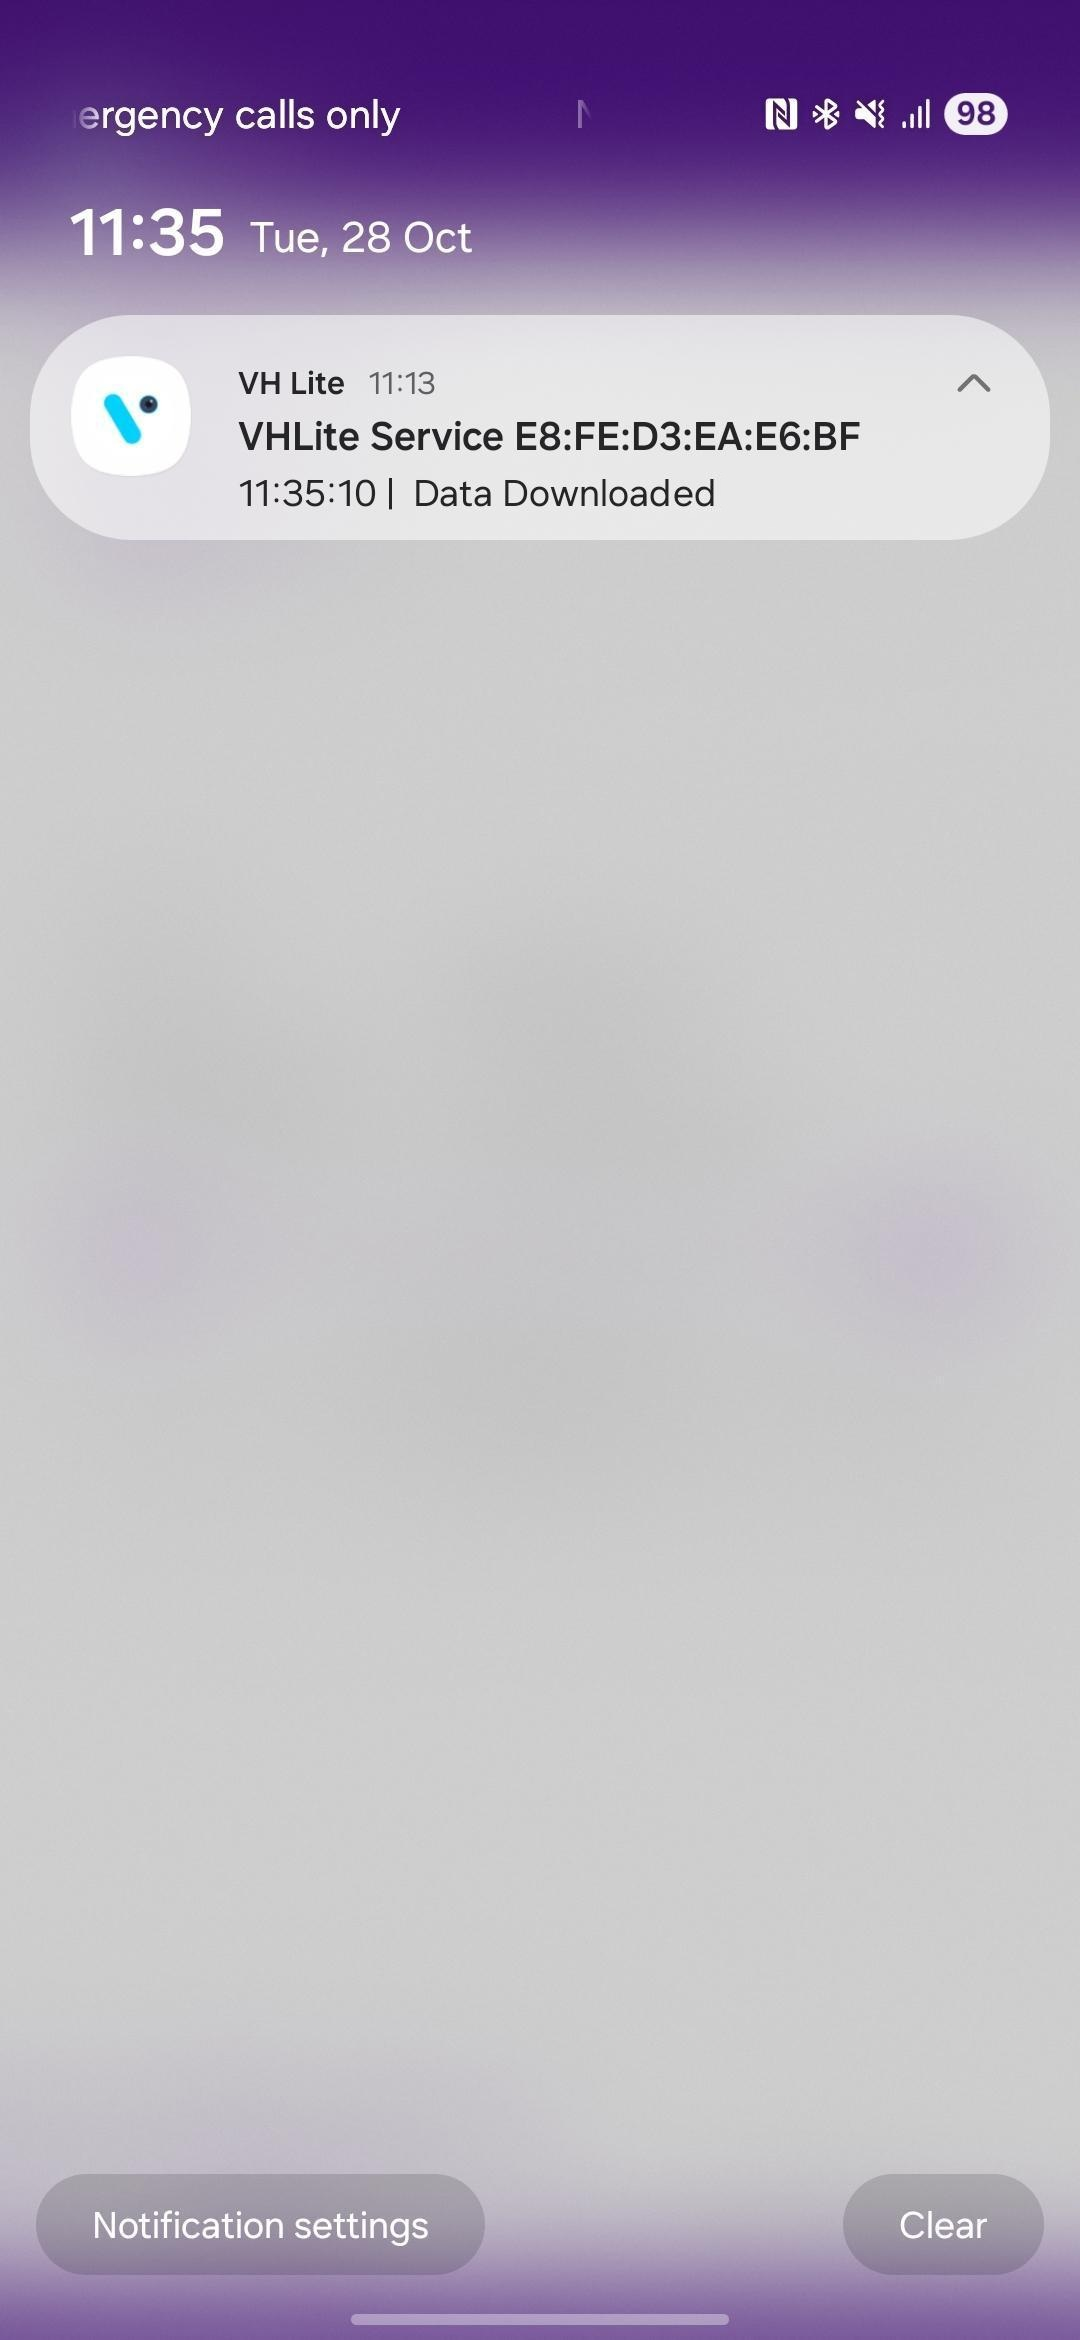 ergency calls only
98
11:35 Tue, 28 Oct
VH Lite 11:13
VHLite Service E8:FE:D3:EA:E6:BF
11:35:10 | Data Downloaded
Notification settings
Clear